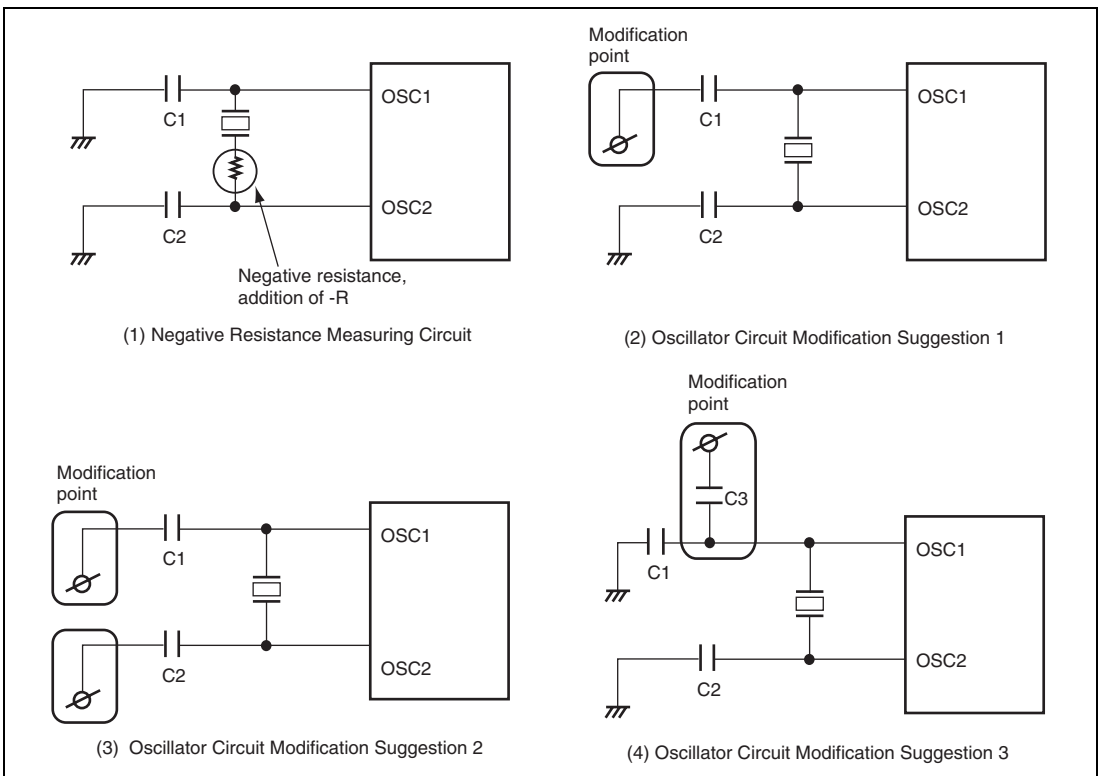 OSC1
C1
OSC2
C2
Negative resistance,
addition of -R
(1) Negative Resistance Measuring Circuit
Modification
point
OSC1
C1
OSC2
C2
(2) Oscillator Circuit Modification Suggestion 1
Modification
point
OSC1
C1
OSC2
C2
(3) Oscillator Circuit Modification Suggestion 2
Modification
point
C3
OSC1
C1
OSC2
C2
(4) Oscillator Circuit Modification Suggestion 3